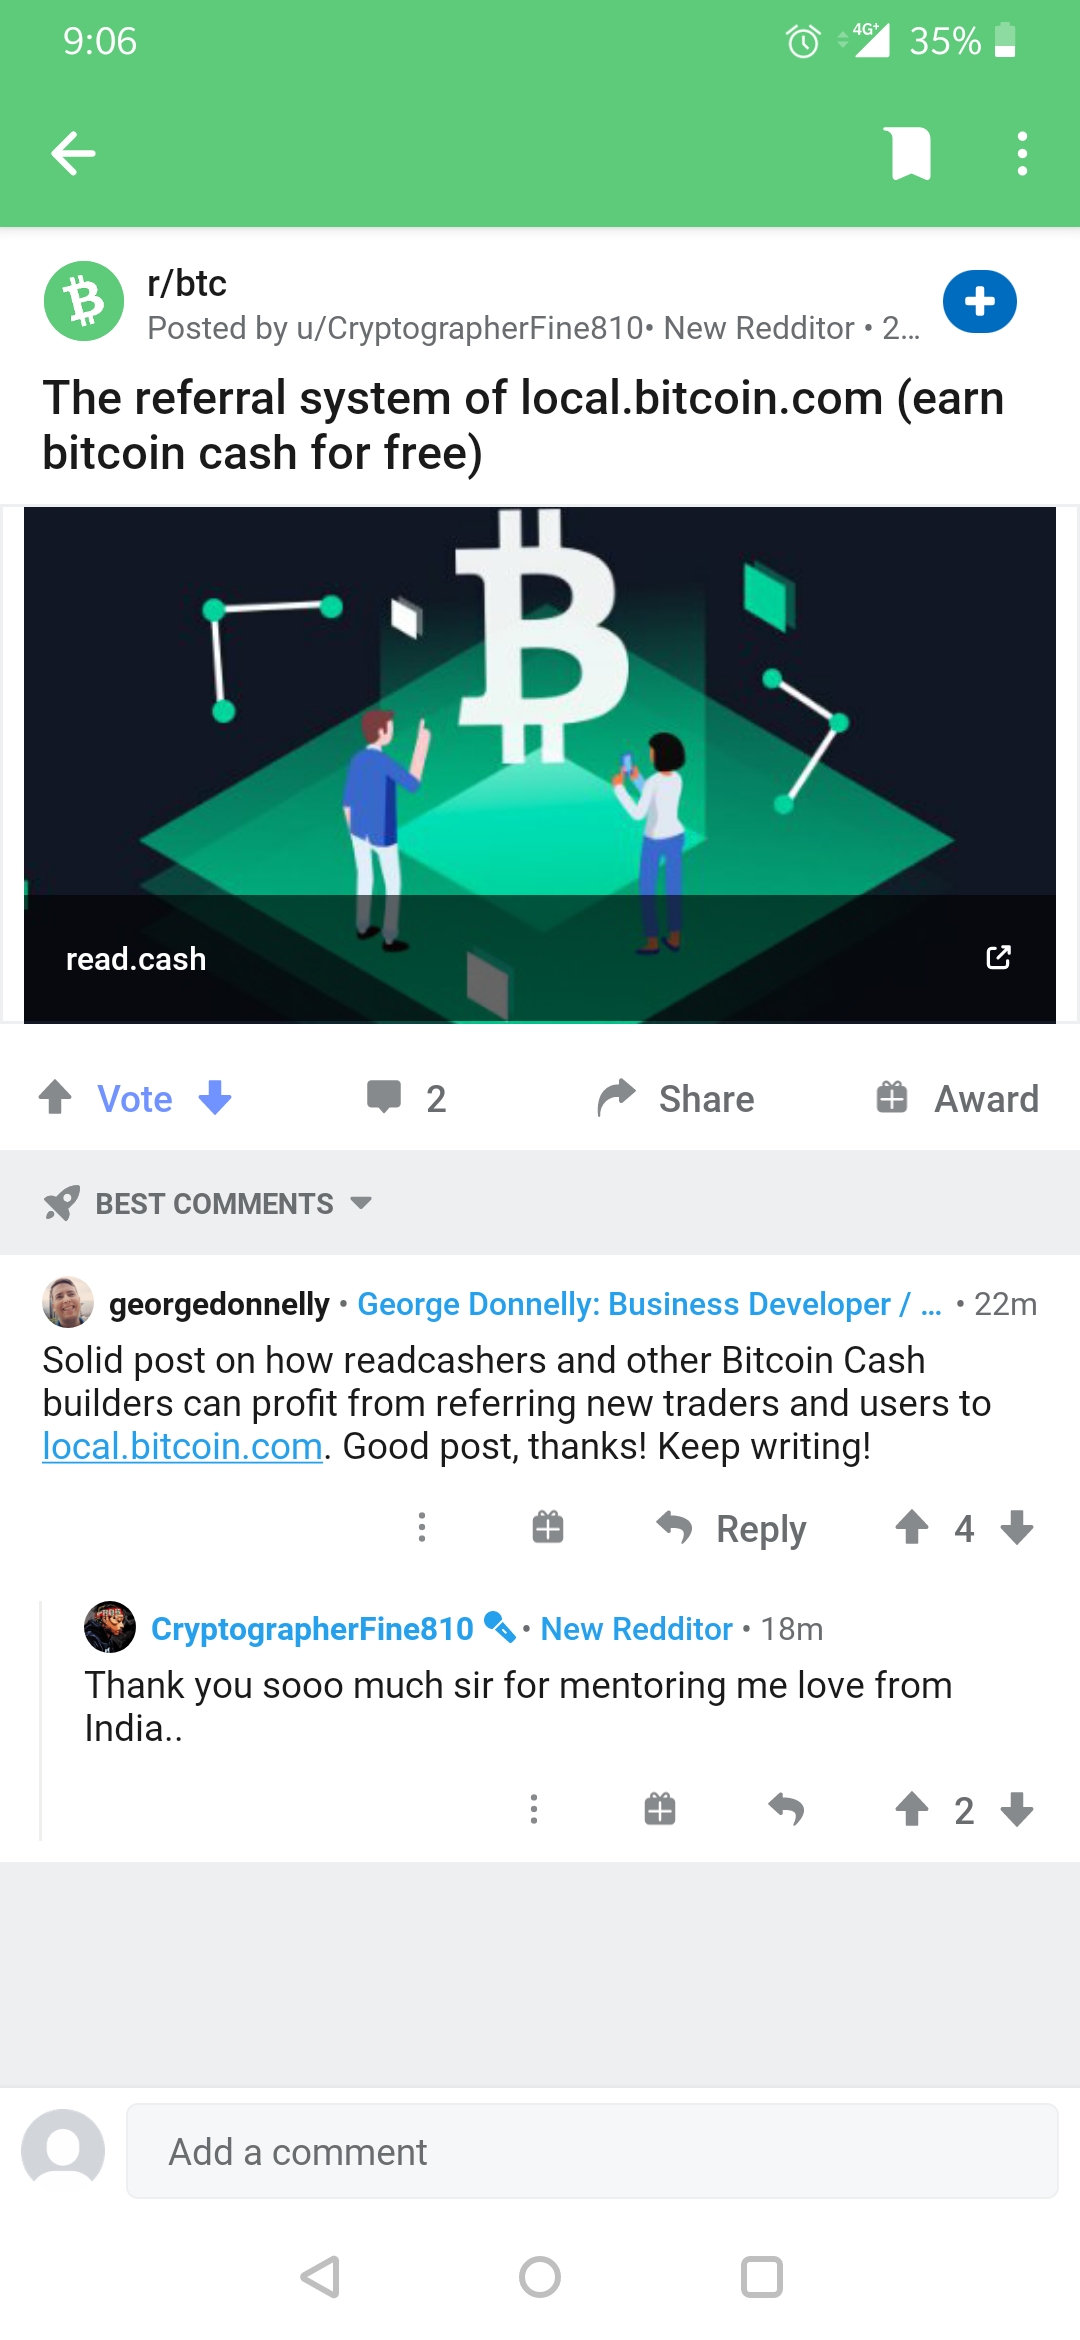 9:06
4G+ 35%
r/btc
Posted by u/CryptographerFine810• New Redditor • 2...
The referral system of local.bitcoin.com (earn
bitcoin cash for free)
read.cash
Vote 2 Share Award
BEST COMMENTS
georgedonnelly • George Donnelly: Business Developer / ... • 22m
Solid post on how readcashers and other Bitcoin Cash
builders can profit from referring new traders and users to
local.bitcoin.com. Good post, thanks! Keep writing!
Reply 4
CryptographerFine810 • New Redditor • 18m
Thank you sooo much sir for mentoring me love from
India..
2
Add a comment